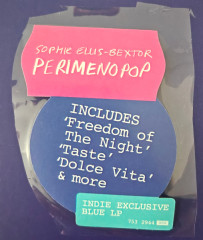 SOPHIE ELLIS-BEXTOR
PERIMENOPOP
INCLUDES
'Freedom of
The Night'
'Taste'
'Dolce Vita'
& more
INDIE EXCLUSIVE
BLUE LP